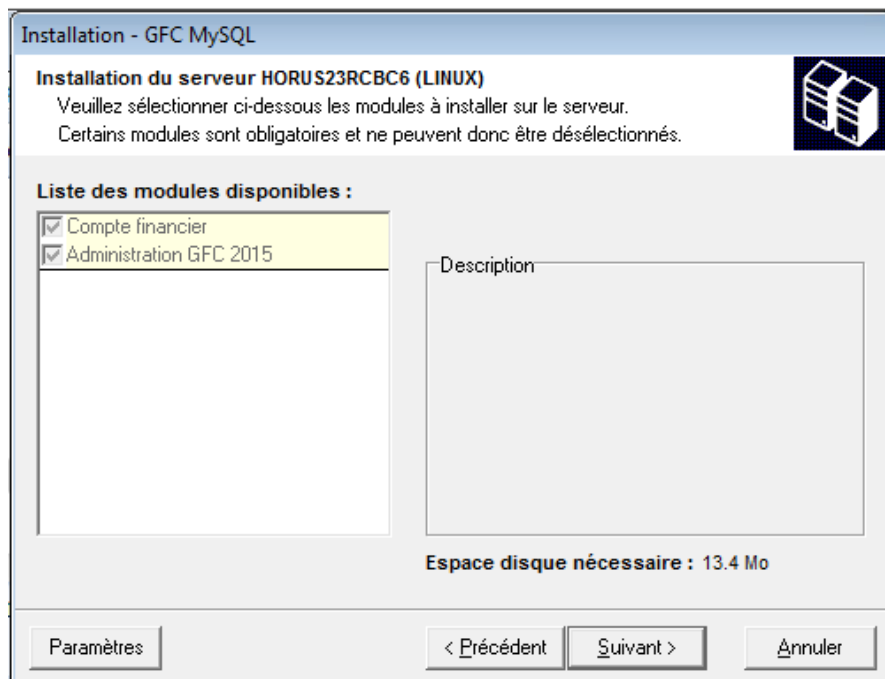 Installation - GFC MySQL
Installation du serveur HORUS23RCBC6 (LINUX)
Veuillez sélectionner ci-dessous les modules à installer sur le serveur.
Certains modules sont obligatoires et ne peuvent donc être désélectionnés.
Liste des modules disponibles :
Compte financier
Administration GFC 2015
Description
Espace disque nécessaire : 13.4 Mo
Paramètres
< Précédent
Suivant >
Annuler